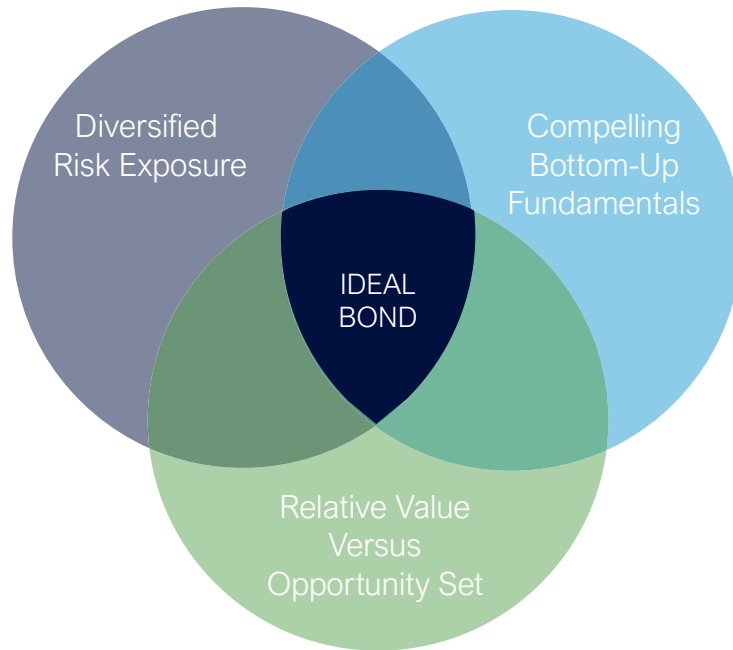 Diversified
Risk Exposure
Compelling
Bottom-Up
Fundamentals
IDEAL
BOND
Relative Value
Versus
Opportunity Set